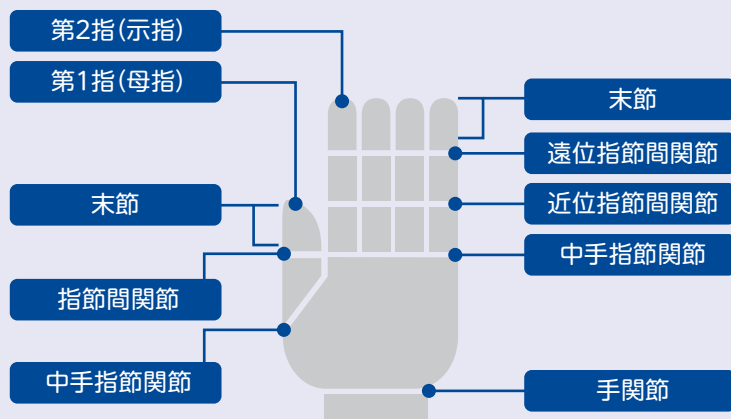 第2指(示指)
第1指(母指)
末節
指節間関節
中手指節関節
末節
遠位指節間関節
近位指節間関節
中手指節関節
手関節